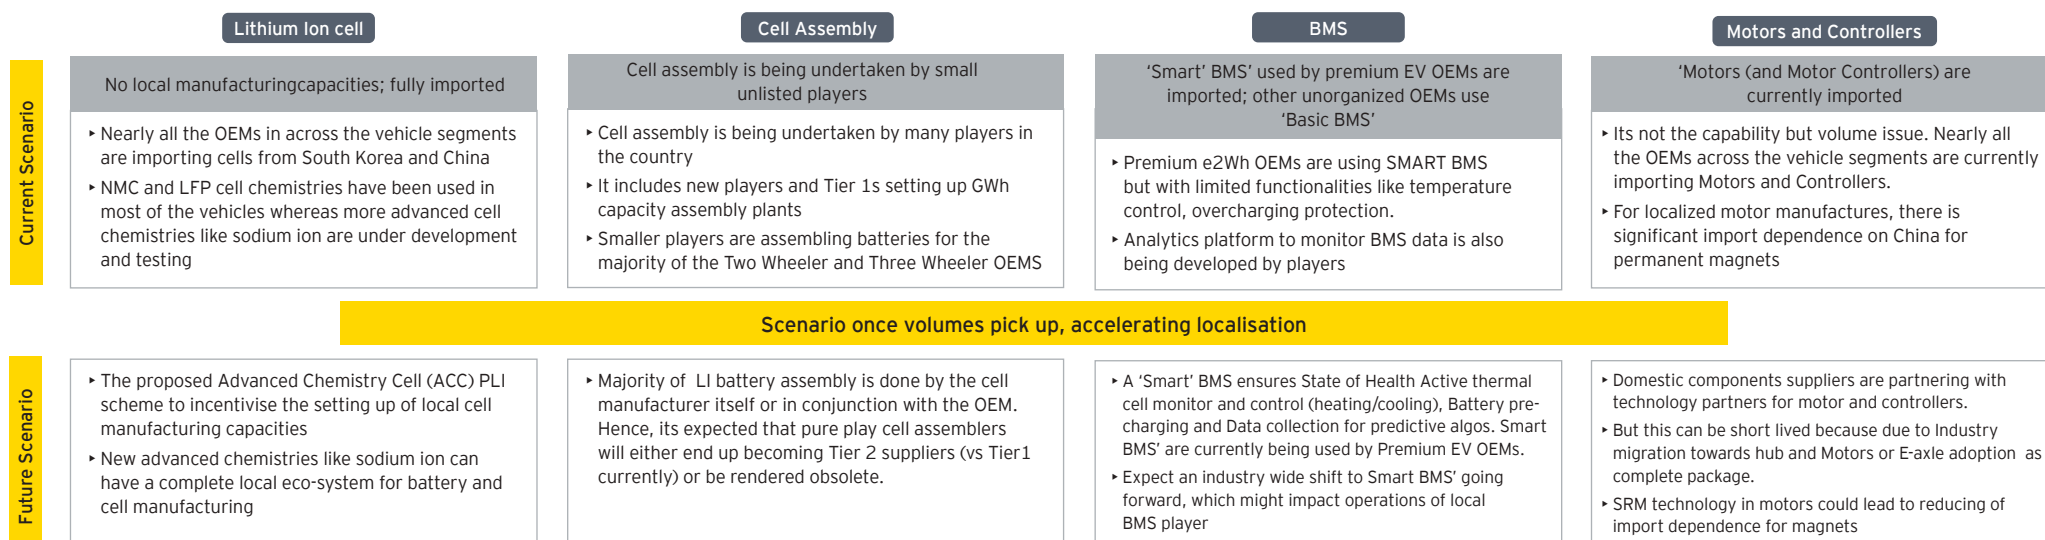 Lithium Ion cell
Cell Assembly
BMS
Motors and Controllers
Current Scenario
No local manufacturingcapacities; fully imported
‣ Nearly all the OEMs in across the vehicle segments
are importing cells from South Korea and China
‣ NMC and LFP cell chemistries have been used in
most of the vehicles whereas more advanced cell
chemistries like sodium ion are under development
and testing
Cell assembly is being undertaken by small
unlisted players
‣ Cell assembly is being undertaken by many players in
the country
‣ It includes new players and Tier 1s setting up GWh
capacity assembly plants
‣ Smaller players are assembling batteries for the
majority of the Two Wheeler and Three Wheeler OEMS
‘Smart’ BMS’ used by premium EV OEMs are
imported; other unorganized OEMs use
‘Basic BMS’
‣ Premium e2Wh OEMs are using SMART BMS
but with limited functionalities like temperature
control, overcharging protection.
‣ Analytics platform to monitor BMS data is also
being developed by players
‘Motors (and Motor Controllers) are
currently imported
‣ Its not the capability but volume issue. Nearly all
the OEMs across the vehicle segments are currently
importing Motors and Controllers.
‣ For localized motor manufactures, there is
significant import dependence on China for
permanent magnets
Scenario once volumes pick up, accelerating localisation
Future Scenario
‣ The proposed Advanced Chemistry Cell (ACC) PLI
scheme to incentivise the setting up of local cell
manufacturing capacities
‣ New advanced chemistries like sodium ion can
have a complete local eco-system for battery and
cell manufacturing
‣ Majority of LI battery assembly is done by the cell
manufacturer itself or in conjunction with the OEM.
Hence, its expected that pure play cell assemblers
will either end up becoming Tier 2 suppliers (vs Tier1
currently) or be rendered obsolete.
‣ A ‘Smart’ BMS ensures State of Health Active thermal
cell monitor and control (heating/cooling), Battery pre-
charging and Data collection for predictive algos. Smart
BMS’ are currently being used by Premium EV OEMs.
‣ Expect an industry wide shift to Smart BMS’ going
forward, which might impact operations of local
BMS player
‣ Domestic components suppliers are partnering with
technology partners for motor and controllers.
‣ But this can be short lived because due to Industry
migration towards hub and Motors or E-axle adoption as
complete package.
‣ SRM technology in motors could lead to reducing of
import dependence for magnets